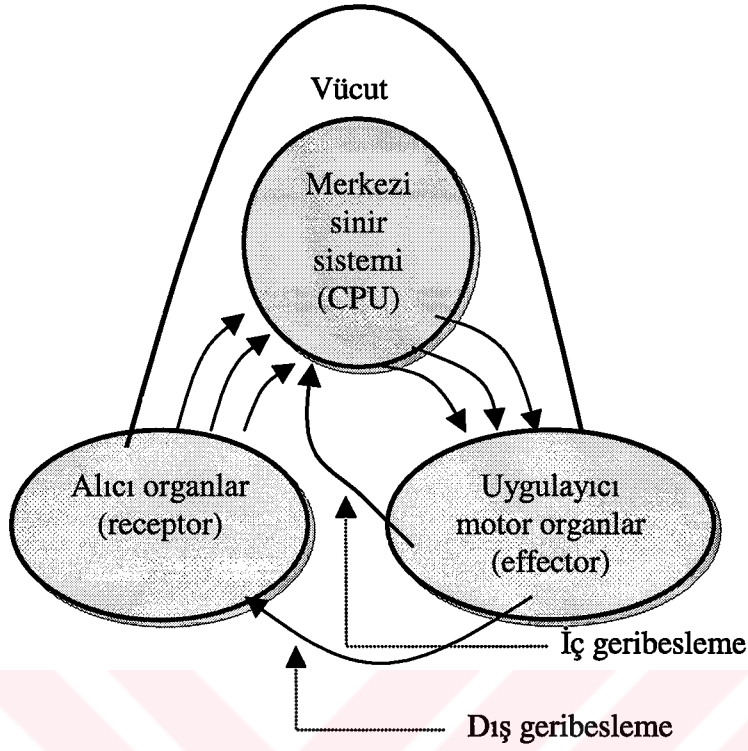 Vücut
Merkezi
sinir
sistemi
(CPU)
Alıcı organlar
(receptor)
Uygulayıcı
motor organlar
(effector)
İç geribesleme
Dış geribesleme